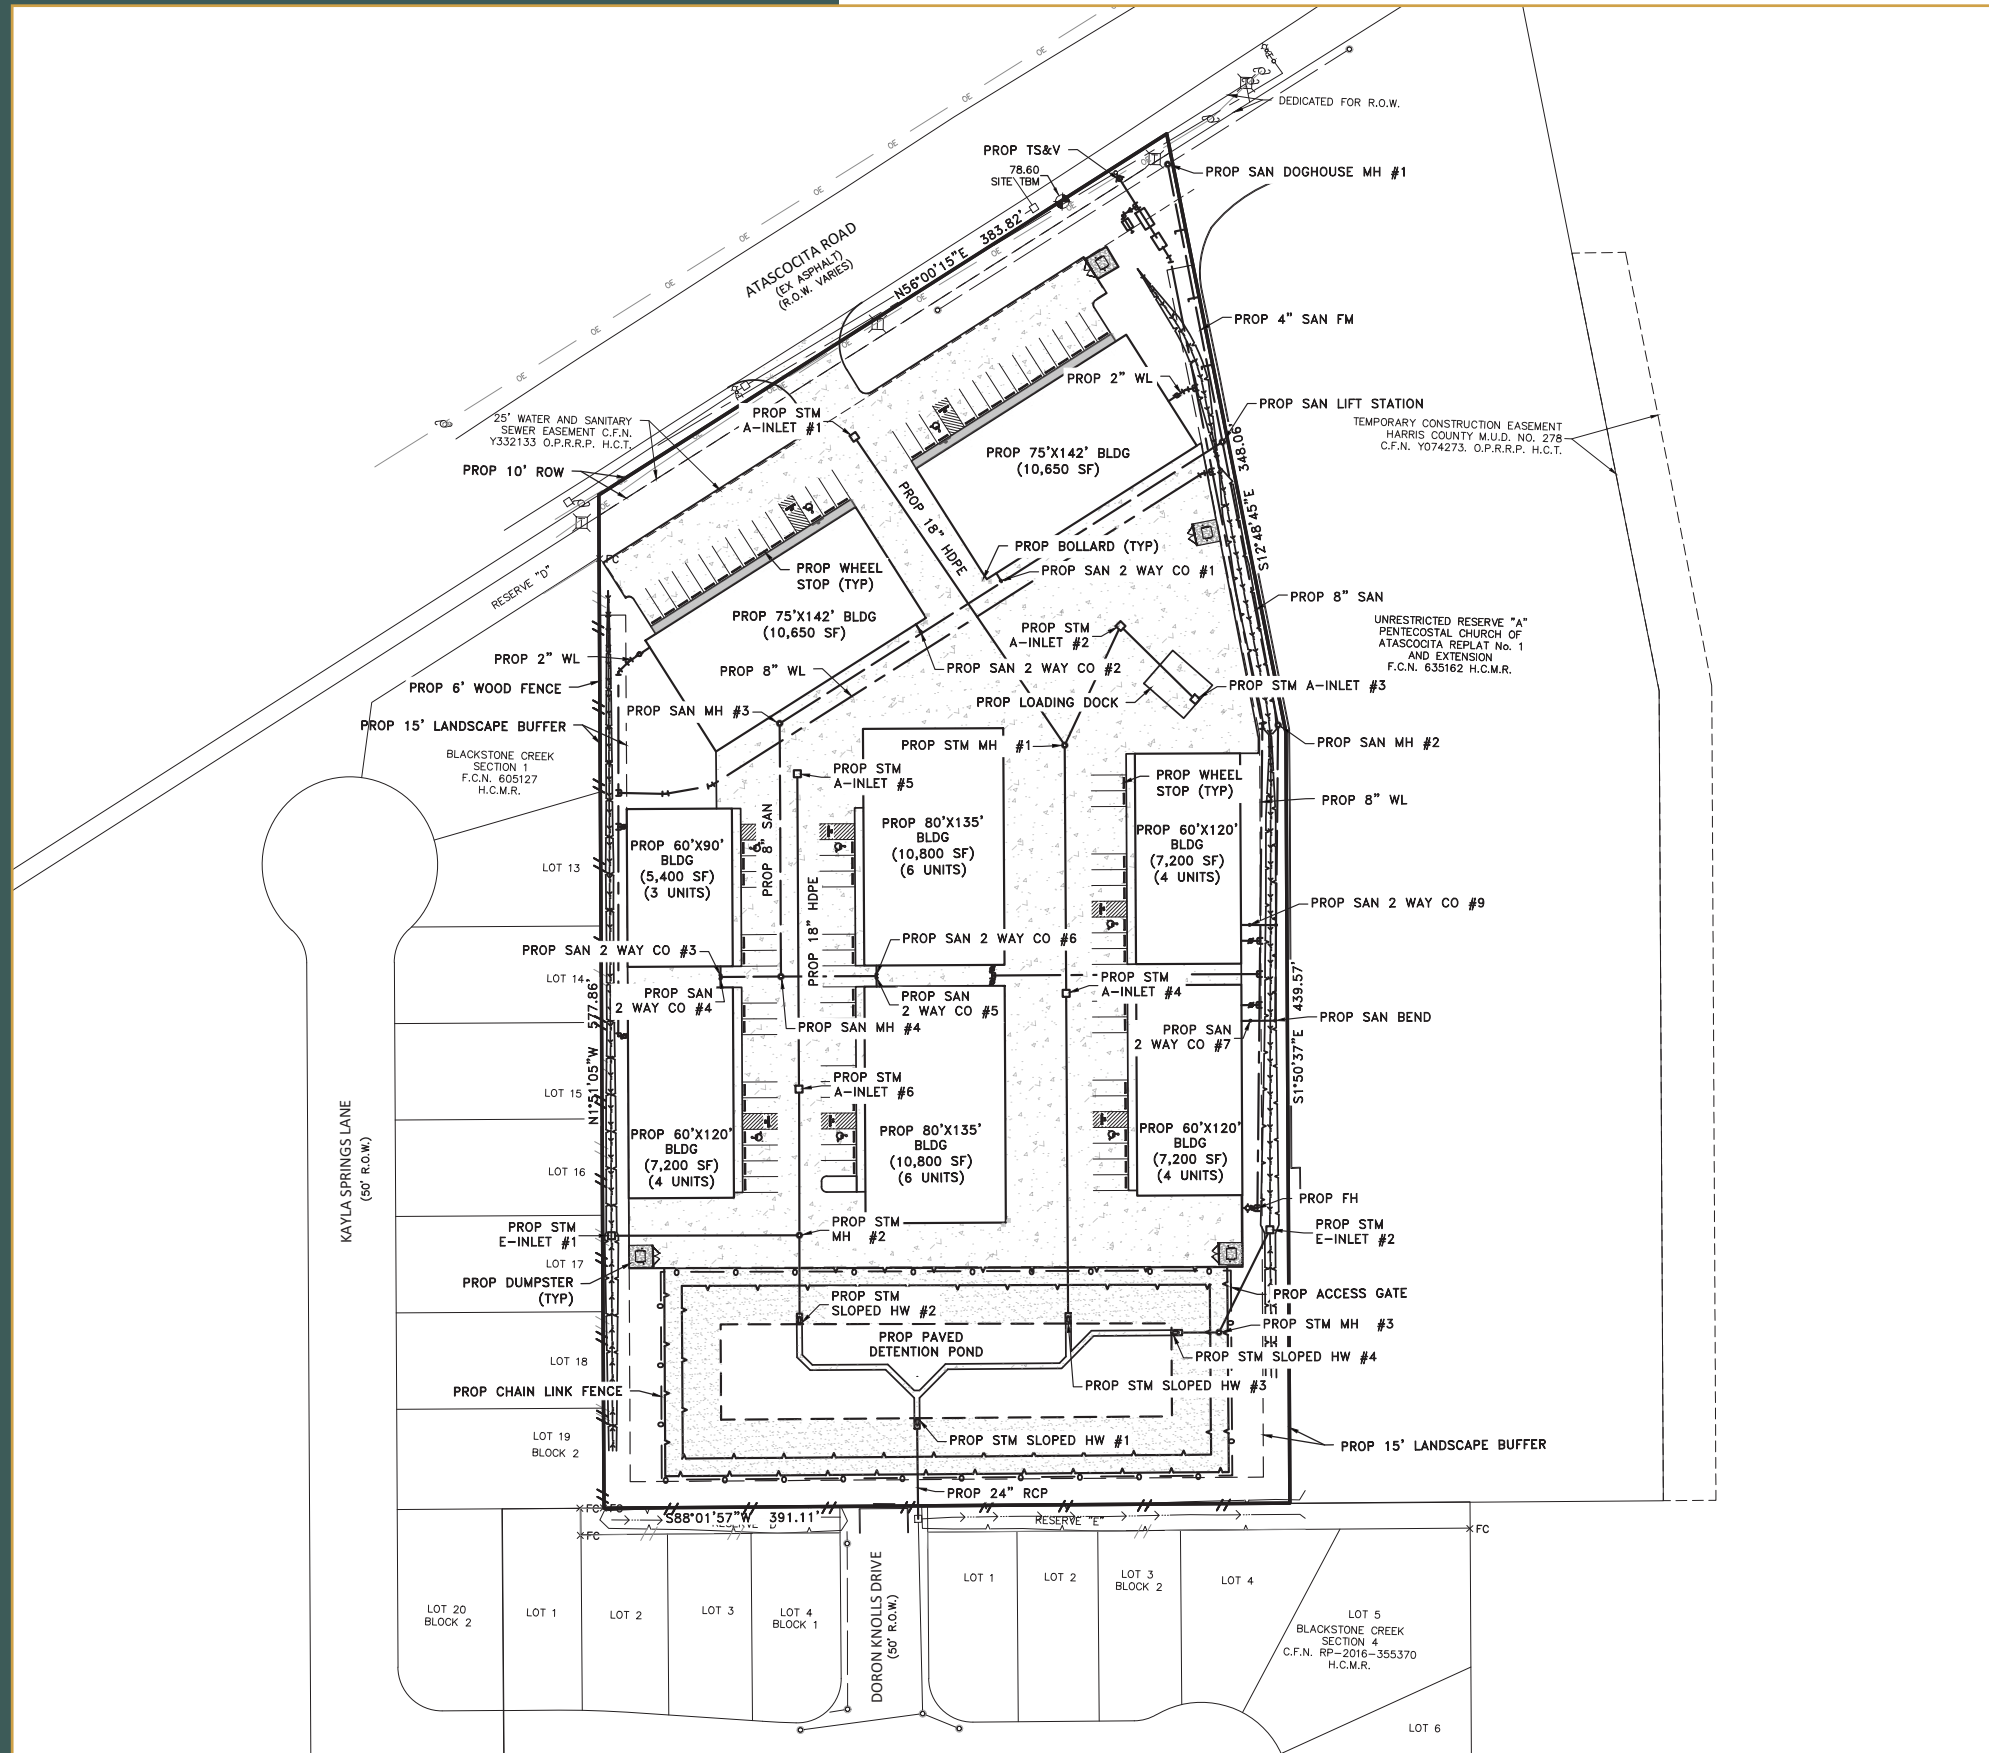 OE
OE
OE
OE
OE
OE
OE
OE
OE
DEDICATED FOR R.O.W.
PROP TS&V
78.60
SITE TBM
PROP SAN DOGHOUSE MH #1
N56°00'15"E 383.82'
ATASCOCITA ROAD
(EX ASPHALT)
(R.O.W. VARIES)
PROP 4" SAN FM
PROP 2" WL
PROP SAN LIFT STATION
25' WATER AND SANITARY
SEWER EASEMENT C.F.N.
Y332133 O.P.R.R.P. H.C.T.
PROP STM
A-INLET #1
TEMPORARY CONSTRUCTION EASEMENT
HARRIS COUNTY M.U.D. NO. 278
C.F.N. Y074273. O.P.R.R.P. H.C.T.
PROP 10' ROW
PROP 75'X142' BLDG
(10,650 SF)
348.06'
S12°48'45"E
PROP 18" HDPE
PROP BOLLARD (TYP)
PROP SAN 2 WAY CO #1
FC
RESERVE "D"
PROP WHEEL
STOP (TYP)
PROP 8" SAN
PROP 75'X142' BLDG
(10,650 SF)
PROP STM
A-INLET #2
UNRESTRICTED RESERVE "A"
PENTECOSTAL CHURCH OF
ATASCOCITA REPLAT No. 1
AND EXTENSION
F.C.N. 635162 H.C.M.R.
PROP 2" WL
PROP 8" WL
PROP SAN 2 WAY CO #2
PROP 6' WOOD FENCE
PROP STM A-INLET #3
PROP LOADING DOCK
PROP SAN MH #3
PROP 15' LANDSCAPE BUFFER
PROP STM MH #1
PROP SAN MH #2
BLACKSTONE CREEK
SECTION 1
F.C.N. 605127
H.C.M.R.
PROP STM
A-INLET #5
PROP WHEEL
STOP (TYP)
PROP 8" WL
PROP 8" SAN
PROP 60'X90'
BLDG
(5,400 SF)
(3 UNITS)
PROP 80'X135'
BLDG
(10,800 SF)
(6 UNITS)
PROP 60'X120'
BLDG
(7,200 SF)
(4 UNITS)
LOT 13
PROP 18" HDPE
PROP SAN 2 WAY CO #9
PROP SAN 2 WAY CO #3
PROP SAN 2 WAY CO #6
LOT 14
PROP SAN
2 WAY CO #4
PROP SAN
2 WAY CO #5
PROP STM
A-INLET #4
PROP SAN MH #4
PROP SAN
2 WAY CO #7
PROP SAN BEND
N1°51'05"W 577.86'
S1°50'37"E 439.57'
LOT 15
PROP STM
A-INLET #6
PROP 60'X120'
BLDG
(7,200 SF)
(4 UNITS)
PROP 80'X135'
BLDG
(10,800 SF)
(6 UNITS)
PROP 60'X120'
BLDG
(7,200 SF)
(4 UNITS)
LOT 16
KAYLA SPRINGS LANE
(50' R.O.W.)
PROP FH
PROP STM
E-INLET #1
PROP STM
MH #2
PROP STM
E-INLET #2
LOT 17
PROP DUMPSTER
(TYP)
PROP ACCESS GATE
PROP STM
SLOPED HW #2
PROP STM MH #3
PROP PAVED
DETENTION POND
PROP STM SLOPED HW #4
LOT 18
PROP CHAIN LINK FENCE
PROP STM SLOPED HW #3
LOT 19
BLOCK 2
PROP STM SLOPED HW #1
PROP 15' LANDSCAPE BUFFER
PROP 24" RCP
FC
FC
S88°01'57"W 391.11'
RESERVE "E"
FC
FC
LOT 20
BLOCK 2
LOT 1
LOT 2
LOT 3
LOT 4
BLOCK 1
DORON KNOLLS DRIVE
(50' R.O.W.)
LOT 1
LOT 2
LOT 3
BLOCK 2
LOT 4
LOT 5
BLACKSTONE CREEK
SECTION 4
C.F.N. RP-2016-355370
H.C.M.R.
LOT 6